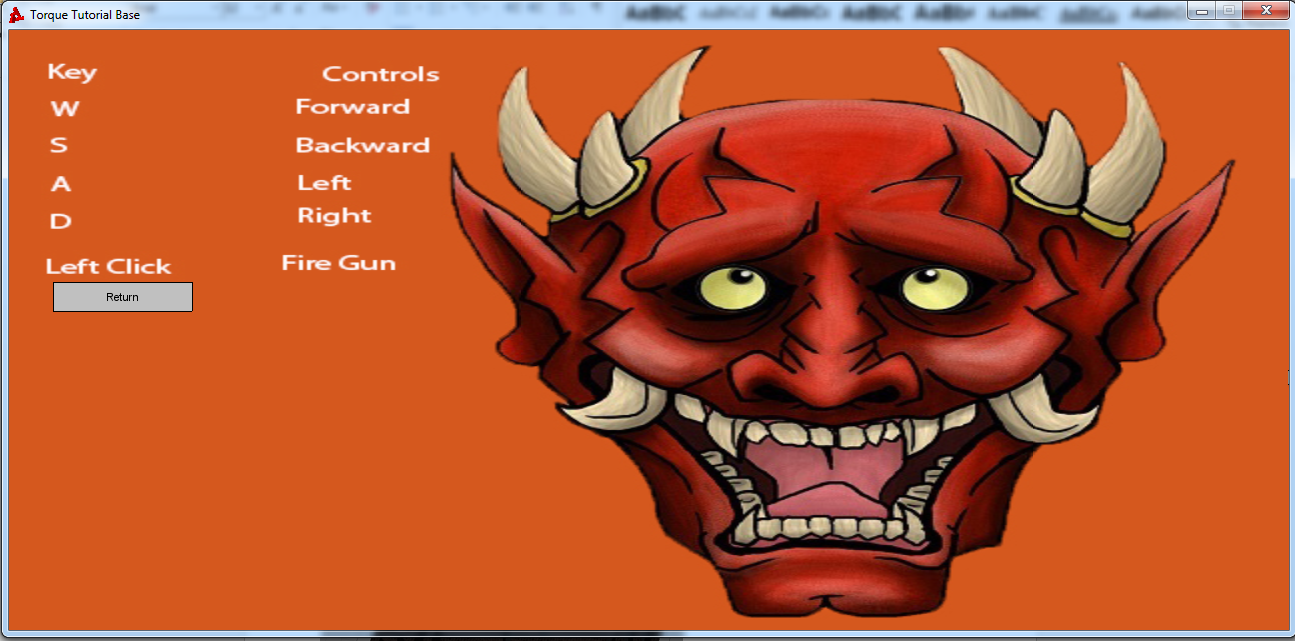 Torque Tutorial Base
Key Controls
W Forward
S Backward
A Left
D Right
Left Click Fire Gun
Return